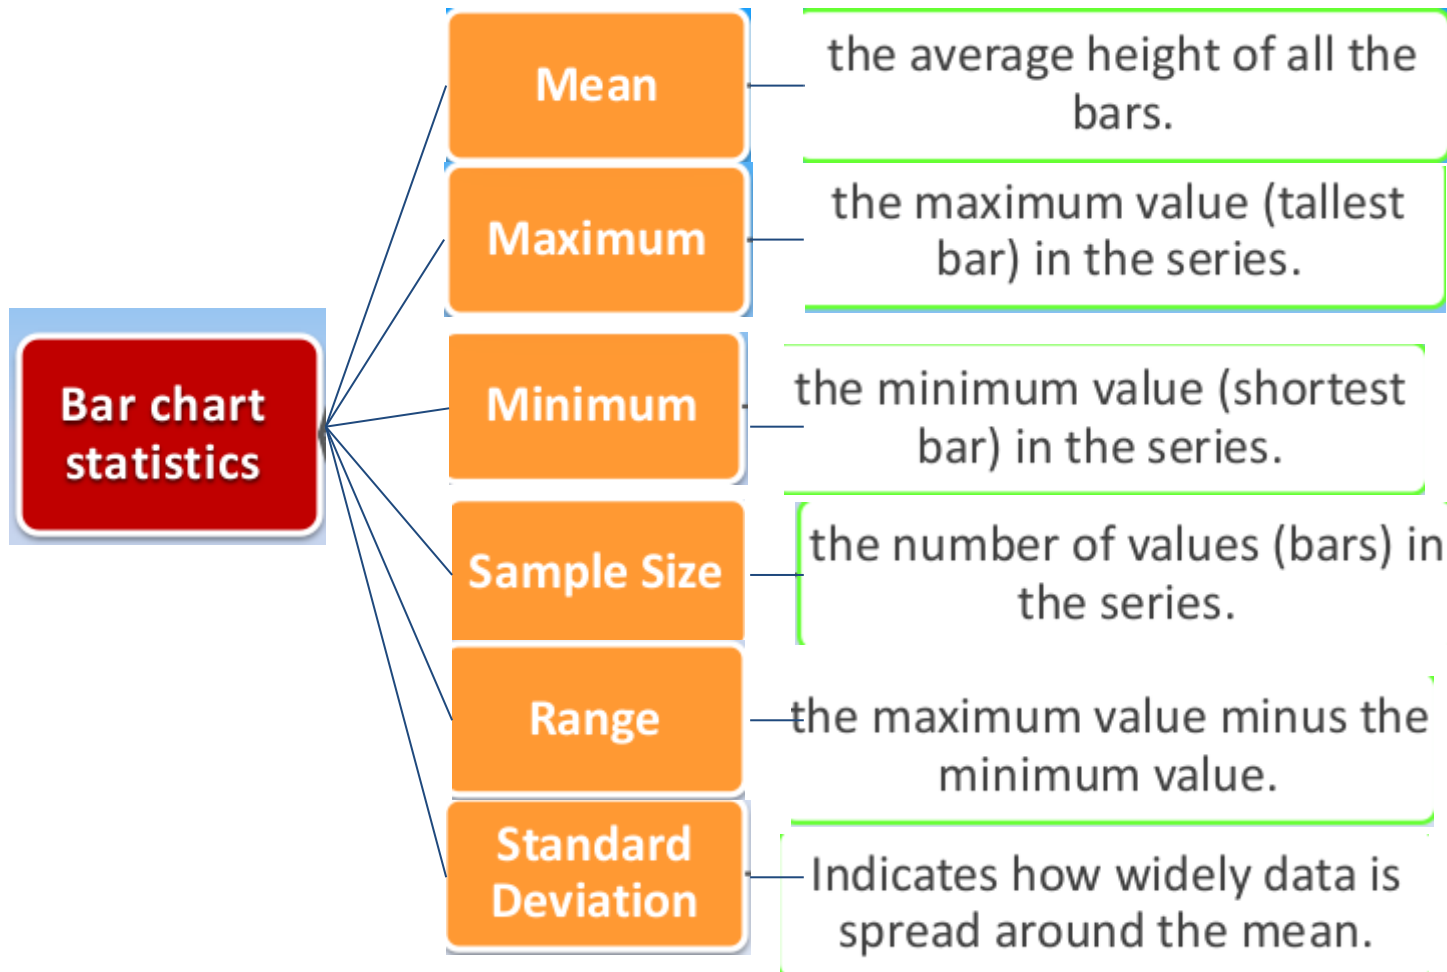 Bar chart
statistics
Mean
the average height of all the
bars.
Maximum
the maximum value (tallest
bar) in the series.
Minimum
the minimum value (shortest
bar) in the series.
Sample Size
the number of values (bars) in
the series.
Range
the maximum value minus the
minimum value.
Standard
Deviation
Indicates how widely data is
spread around the mean.